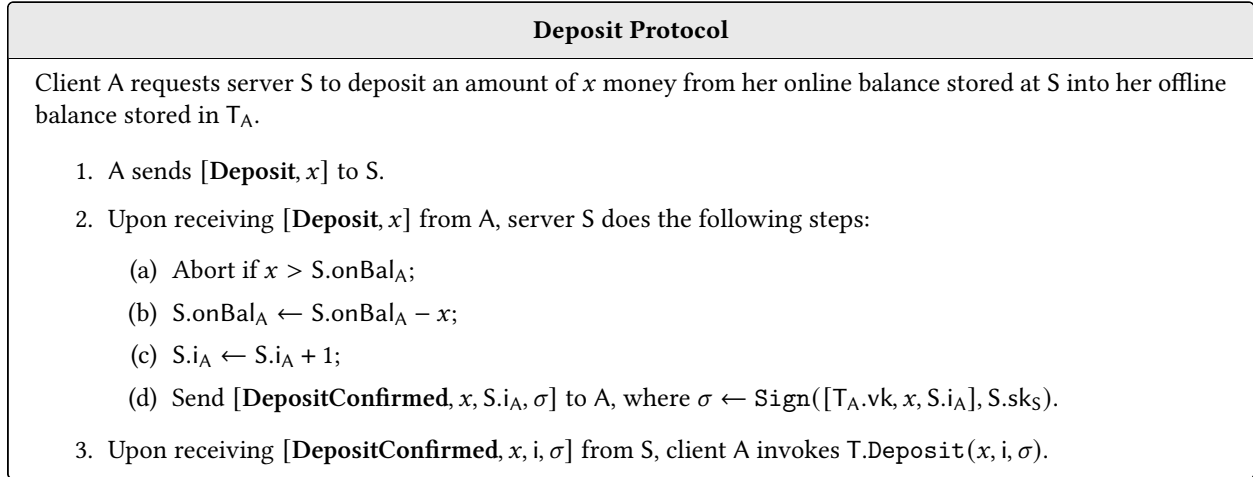 Deposit Protocol
Client A requests server S to deposit an amount of x money from her online balance stored at S into her offline
balance stored in T_A.
1. A sends [Deposit, x] to S.
2. Upon receiving [Deposit, x] from A, server S does the following steps:
(a) Abort if x > S.onBal_A;
(b) S.onBal_A ← S.onBal_A − x;
(c) S.i_A ← S.i_A + 1;
(d) Send [DepositConfirmed, x, S.i_A, σ] to A, where σ ← Sign([T_A.vk, x, S.i_A], S.sk_S).
3. Upon receiving [DepositConfirmed, x, i, σ] from S, client A invokes T.Deposit(x, i, σ).